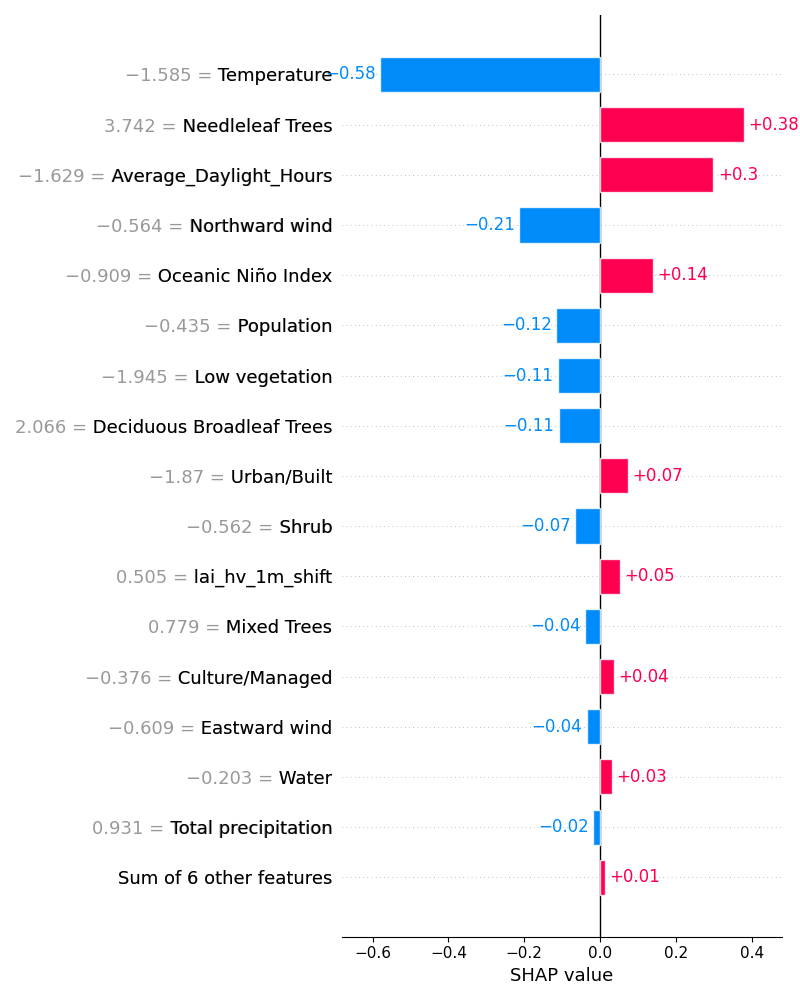 −1.585 = Temperature −0.58
3.742 = Needleleaf Trees +0.38
−1.629 = Average_Daylight_Hours +0.3
−0.564 = Northward wind −0.21
−0.909 = Oceanic Niño Index +0.14
−0.435 = Population −0.12
−1.945 = Low vegetation −0.11
2.066 = Deciduous Broadleaf Trees −0.11
−1.87 = Urban/Built +0.07
−0.562 = Shrub −0.07
0.505 = lai_hv_1m_shift +0.05
0.779 = Mixed Trees −0.04
−0.376 = Culture/Managed +0.04
−0.609 = Eastward wind −0.04
−0.203 = Water +0.03
0.931 = Total precipitation −0.02
Sum of 6 other features +0.01
−0.6 −0.4 −0.2 0.0 0.2 0.4
SHAP value